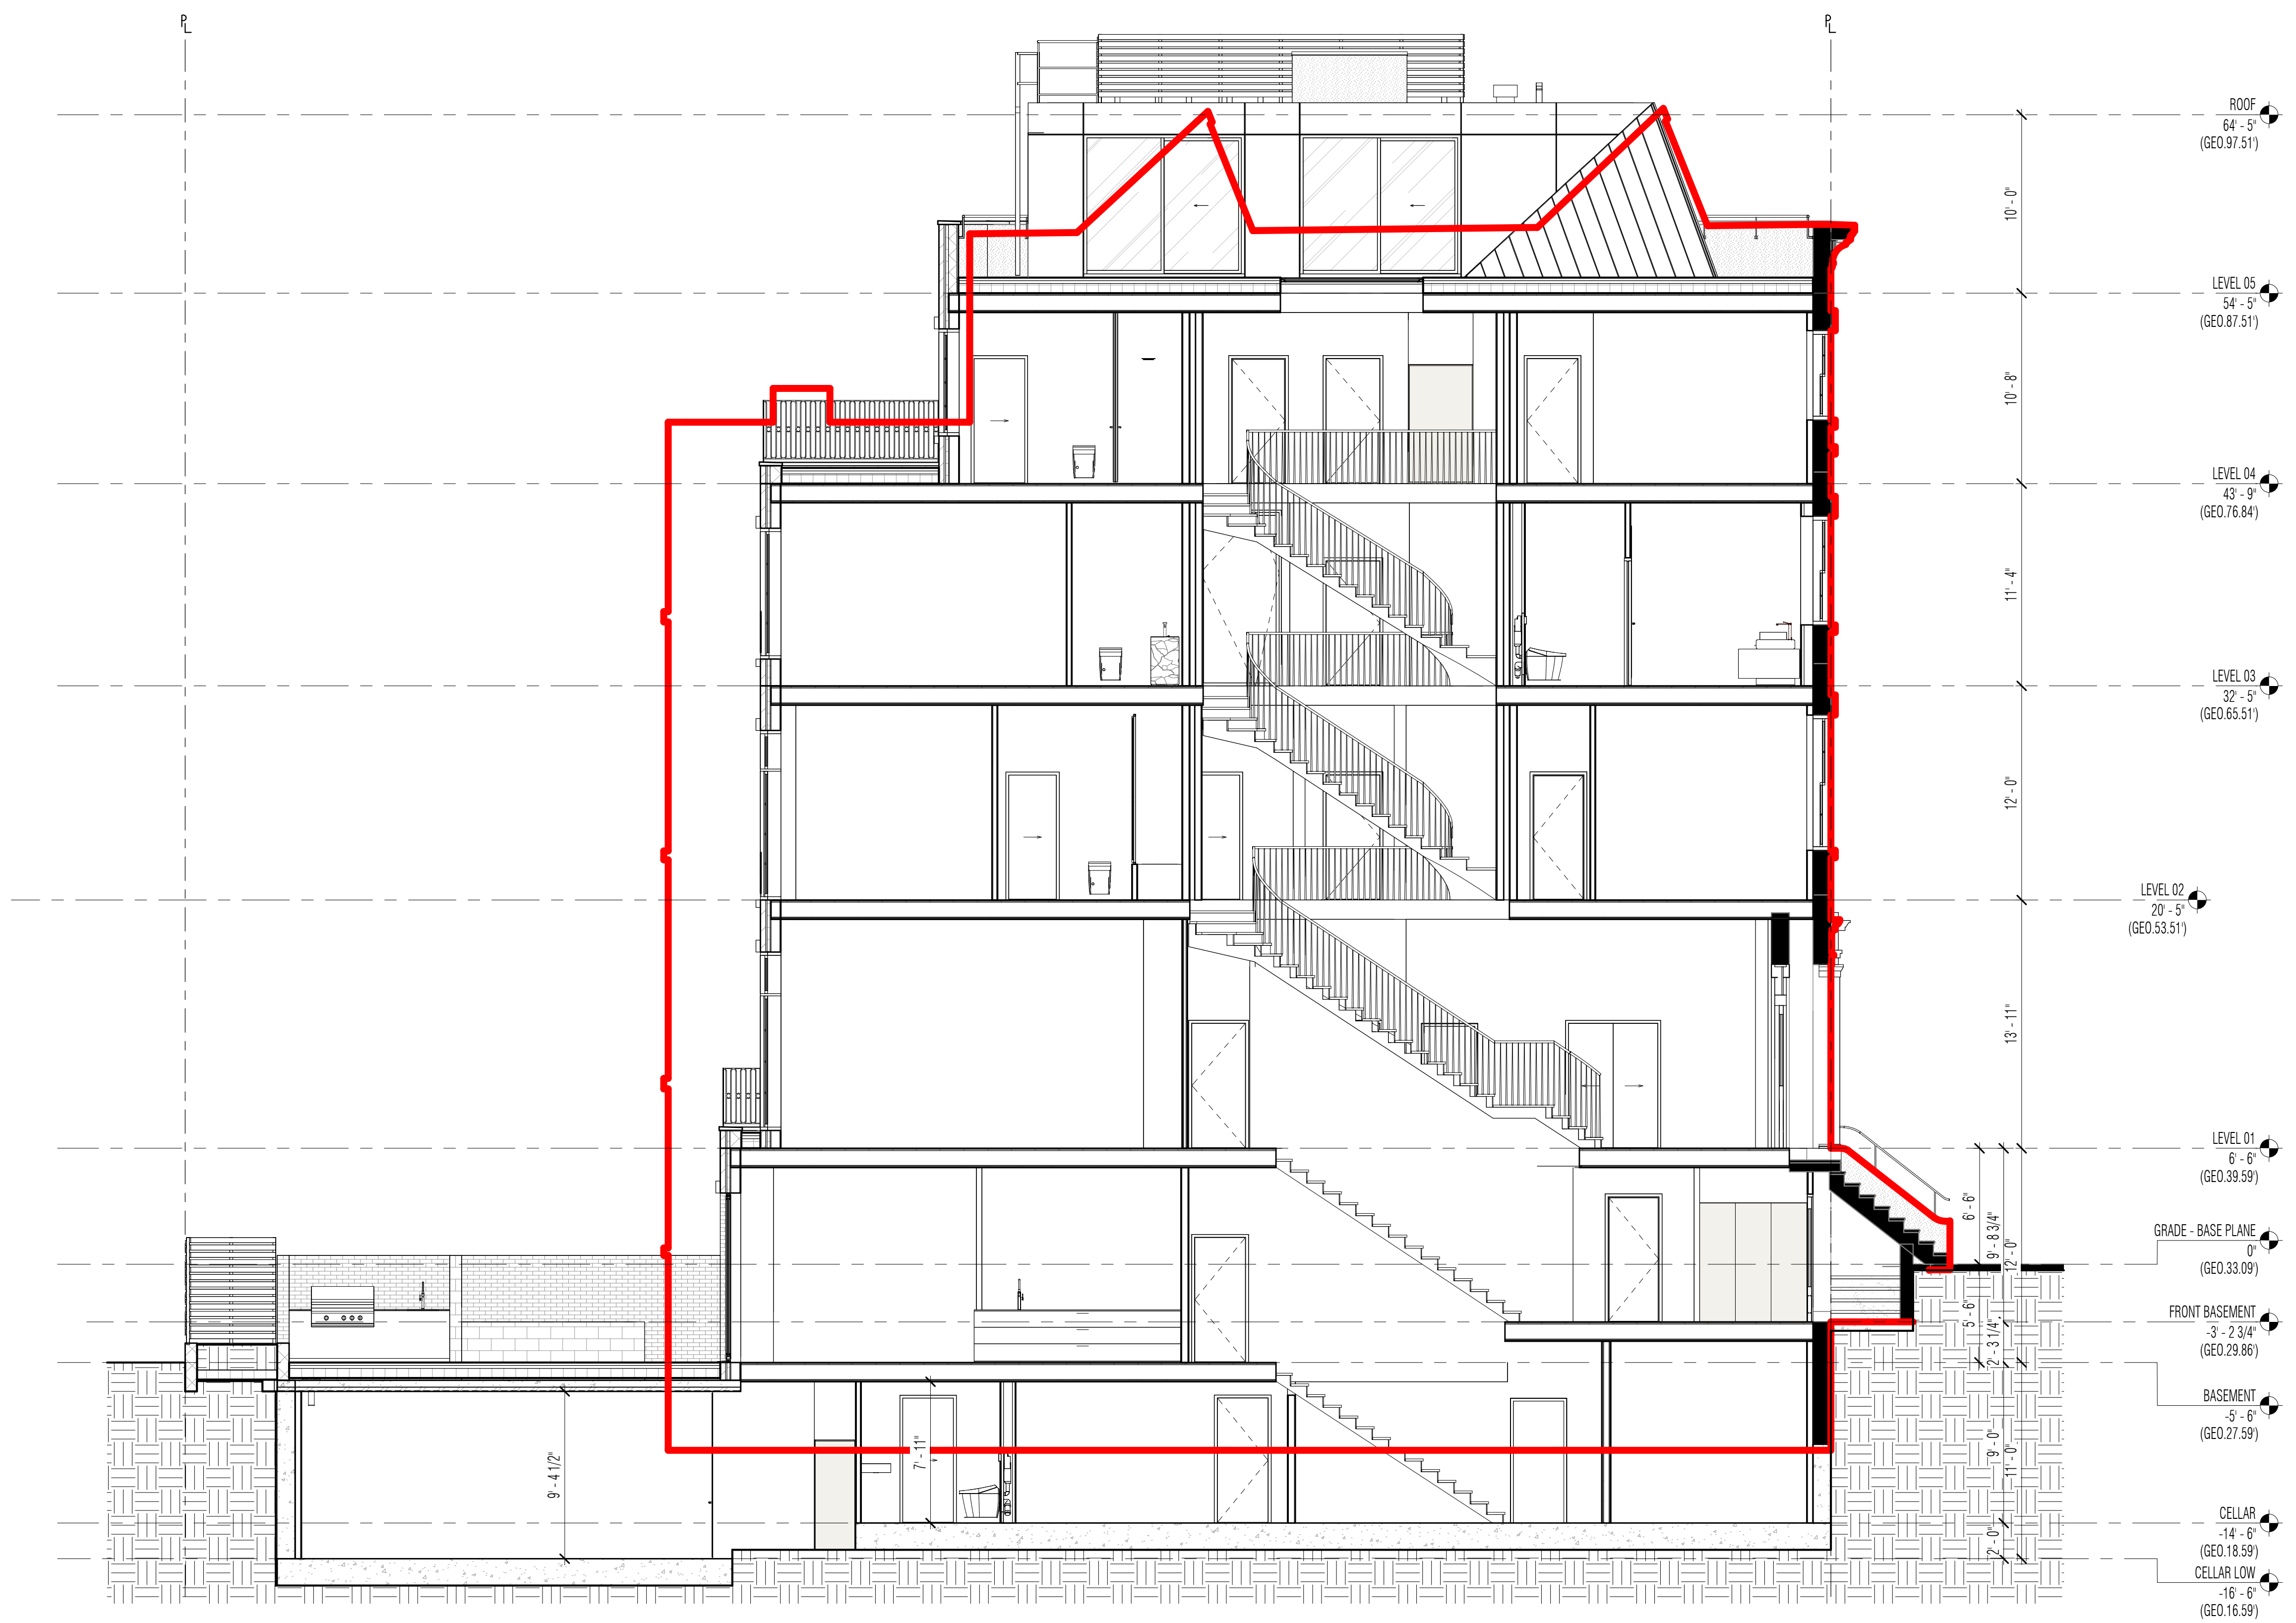 PL
PL
ROOF
64' - 5"
(GEO.97.51')
10' - 0"
LEVEL 05
54' - 5"
(GEO.87.51')
10' - 8"
LEVEL 04
43' - 9"
(GEO.76.84')
11' - 4"
LEVEL 03
32' - 5"
(GEO.65.51')
12' - 0"
LEVEL 02
20' - 5"
(GEO.53.51')
13' - 11"
LEVEL 01
6' - 6"
(GEO.39.59')
6' - 6"
9' - 8 3/4"
12' - 0"
GRADE - BASE PLANE
0"
(GEO.33.09')
5' - 6"
FRONT BASEMENT
-3' - 2 3/4"
(GEO.29.86')
2' - 3 1/4"
BASEMENT
-5' - 6"
(GEO.27.59')
9' - 4 1/2"
7' - 11"
9' - 0"
11' - 0"
CELLAR
-14' - 6"
(GEO.18.59')
2' - 0"
CELLAR LOW
-16' - 6"
(GEO.16.59')